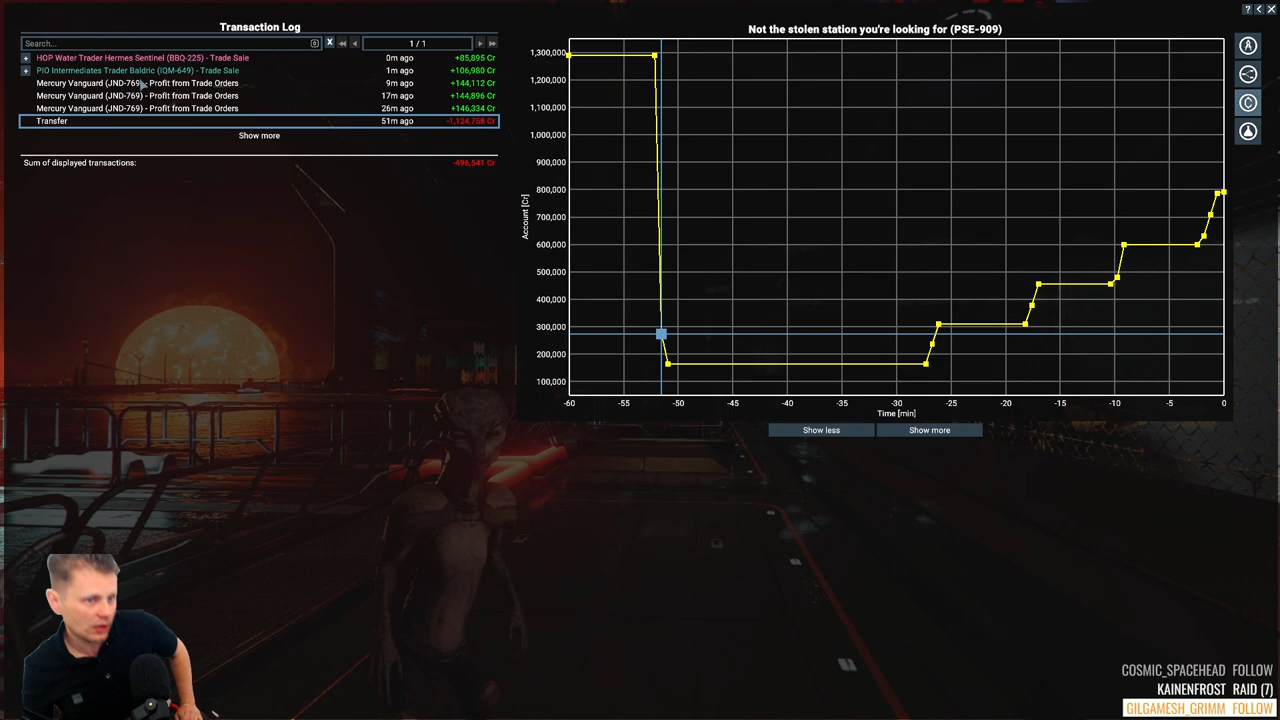 Transaction Log
Search...
X
1 / 1
HOP Water Trader Hermes Sentinel (BBQ-225) - Trade Sale 0m ago +85,895 Cr
PIO Intermediates Trader Baldric (IQM-649) - Trade Sale 1m ago +106,980 Cr
Mercury Vanguard (JND-769) - Profit from Trade Orders 9m ago +144,112 Cr
Mercury Vanguard (JND-769) - Profit from Trade Orders 17m ago +144,896 Cr
Mercury Vanguard (JND-769) - Profit from Trade Orders 26m ago +146,334 Cr
Transfer 51m ago -1,124,758 Cr
Show more
Sum of displayed transactions: -496,541 Cr
Not the stolen station you're looking for (PSE-909)
1,300,000
1,200,000
1,100,000
1,000,000
900,000
800,000
700,000
600,000
500,000
400,000
300,000
200,000
100,000
Account [Cr]
-60 -55 -50 -45 -40 -35 -30 -25 -20 -15 -10 -5 0
Time [min]
Show less Show more
COSMIC_SPACEHEAD FOLLOW
KAINENFROST RAID (7)
GILGAMESH_GRIMM FOLLOW